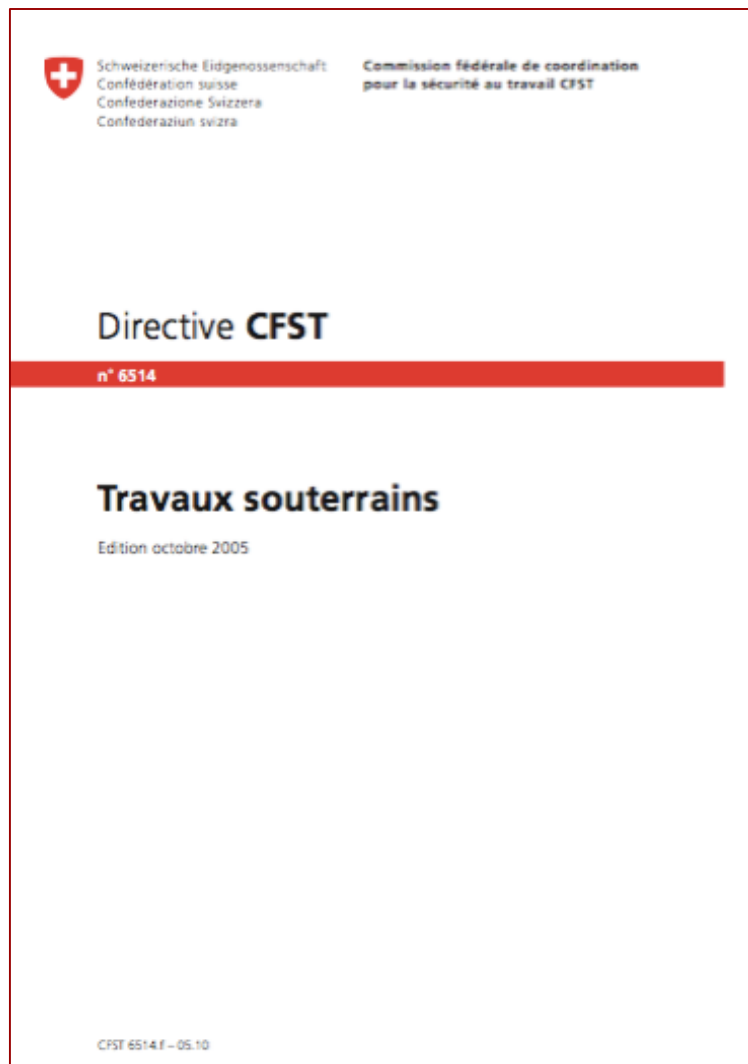 Schweizerische Eidgenossenschaft
Confédération suisse
Confederazione Svizzera
Confederaziun svizra
Commission fédérale de coordination
pour la sécurité au travail CFST
Directive CFST
n° 6514
Travaux souterrains
Edition octobre 2005
CFST 6514.f – 05.10